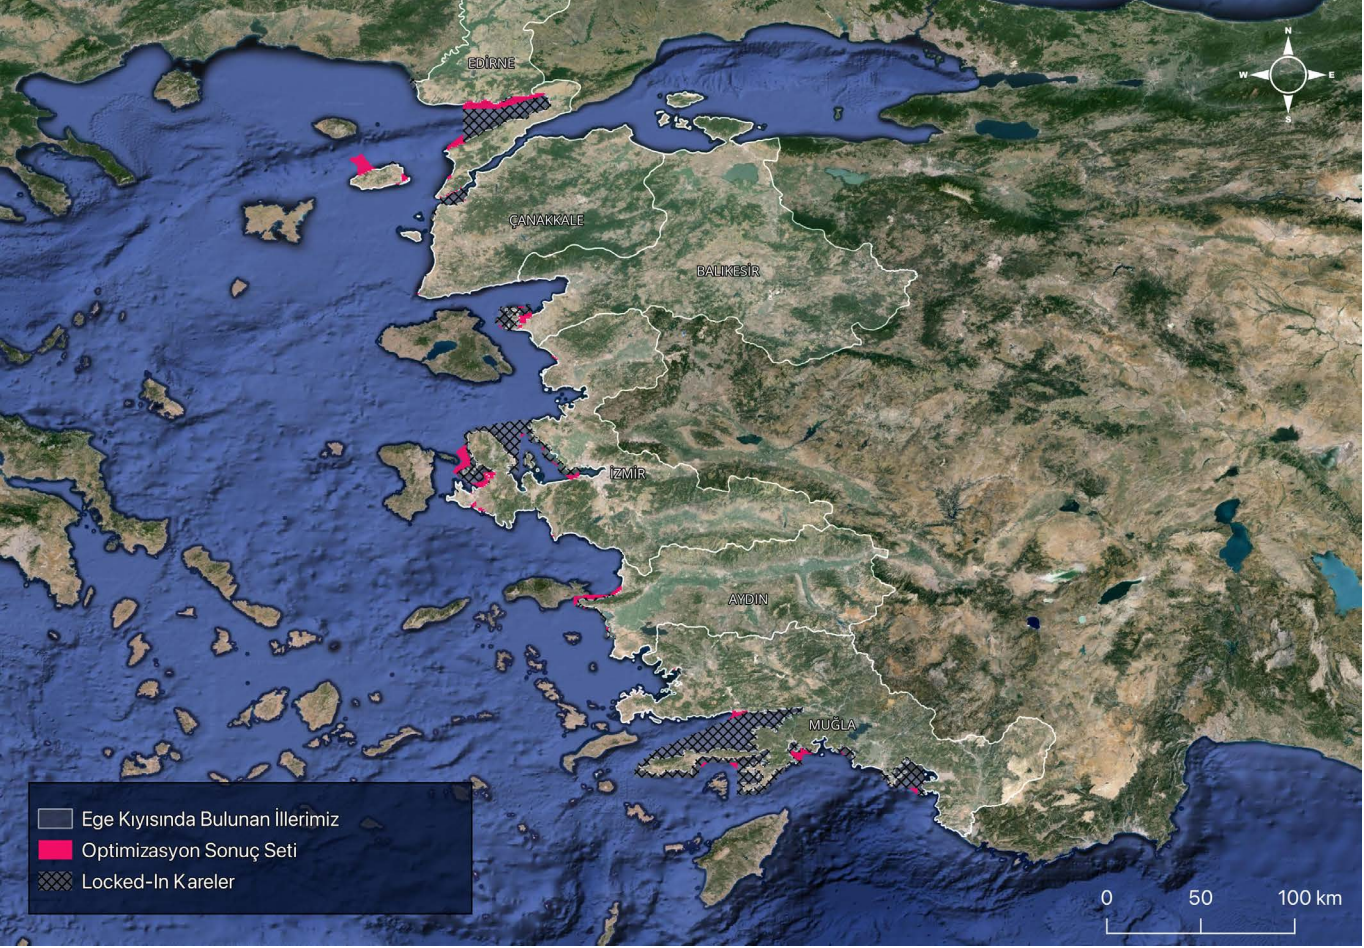 N
W E
S
EDİRNE
ÇANAKKALE
BALIKESİR
İZMİR
AYDIN
MUĞLA
Ege Kıyısında Bulunan İllerimiz
Optimizasyon Sonuç Seti
Locked-In Kareler
0 50 100 km